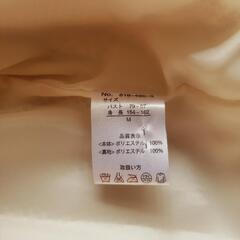 サイズ
バスト 79-87
身長 154-162
M
品質表示
<本体> ポリエステル 100%
<裏地> ポリエステル 100%
取扱い方